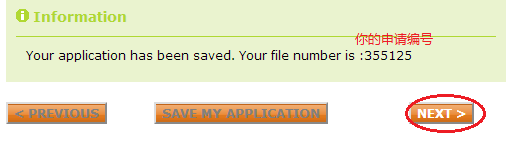 Information
你的申请编号
Your application has been saved. Your file number is :355125
< PREVIOUS
SAVE MY APPLICATION
NEXT >